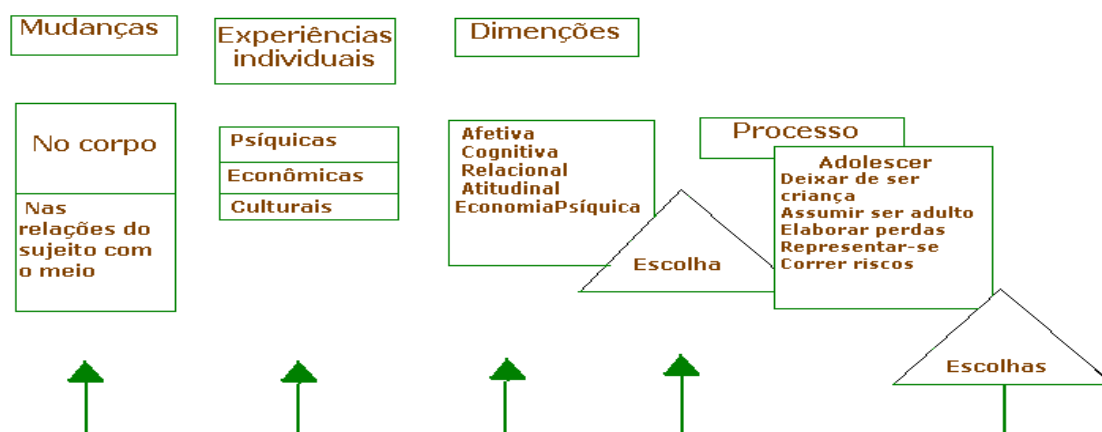 Mudanças
No corpo
Nas
relações do
sujeito com
o meio
Experiências
individuais
Psíquicas
Econômicas
Culturais
Dimenções
Afetiva
Cognitiva
Relacional
Atitudinal
EconomiaPsíquica
Escolha
Processo
Adolescer
Deixar de ser
criança
Assumir ser adulto
Elaborar perdas
Representar-se
Correr riscos
Escolhas